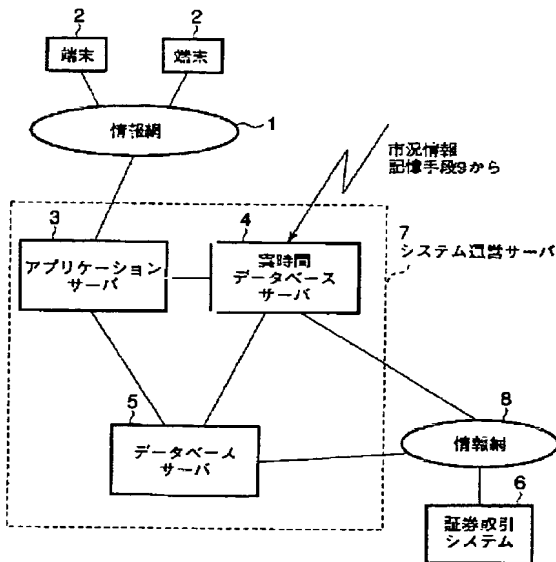 2
2
端末
端末
情報網
1
市況情報
記憶手段9から
3
4
7
アプリケーション
サーバ
実時間
データベース
サーバ
システム運営サーバ
5
データベース
サーバ
8
情報網
6
証券取引
システム